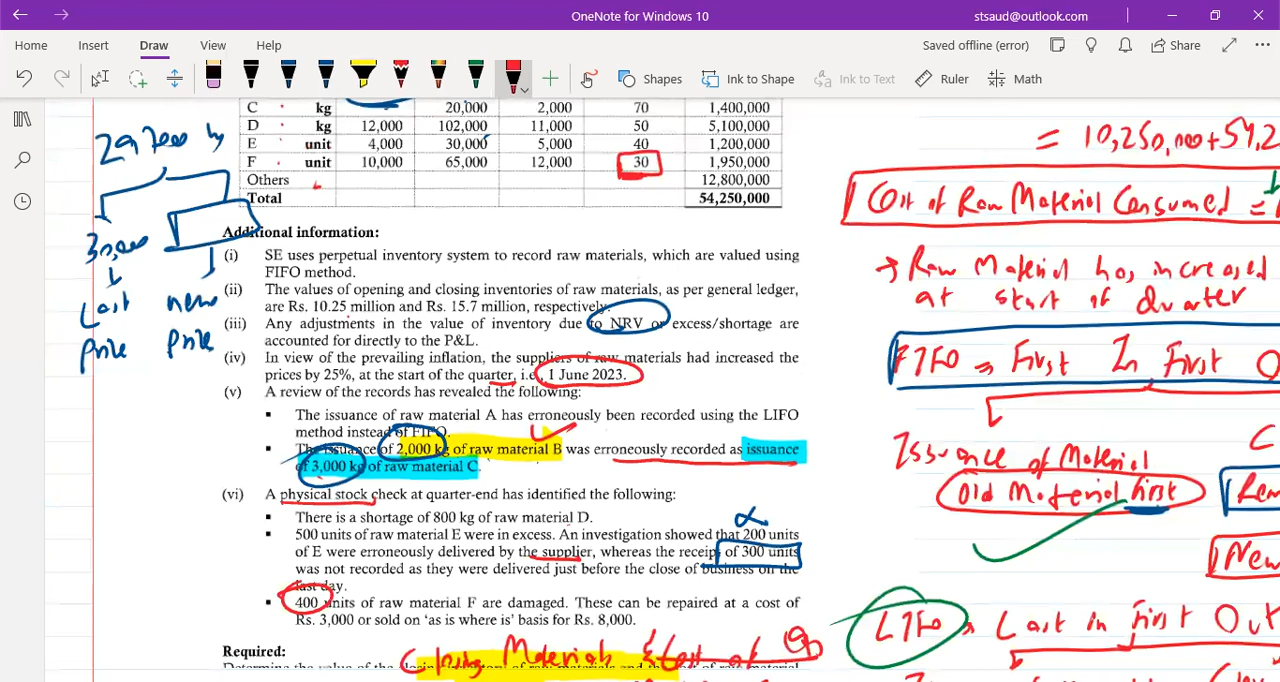 OneNote for Windows 10
stsaud@outlook.com
Home Insert Draw View Help
Saved offline (error) Share
Shapes Ink to Shape Ink to Text Ruler Math
C kg 20,000 2,000 70 1,400,000
D kg 12,000 102,000 11,000 50 5,100,000
E unit 4,000 30,000 5,000 40 1,200,000
F unit 10,000 65,000 12,000 30 1,950,000
Others 12,800,000
Total 54,250,000
Additional information:
(i) SE uses perpetual inventory system to record raw materials, which are valued using
FIFO method.
(ii) The values of opening and closing inventories of raw materials, as per general ledger,
are Rs. 10.25 million and Rs. 15.7 million, respectively.
(iii) Any adjustments in the value of inventory due to NRV or excess/shortage are
accounted for directly to the P&L.
(iv) In view of the prevailing inflation, the suppliers of raw materials had increased the
prices by 25%, at the start of the quarter, i.e., 1 June 2023.
(v) A review of the records has revealed the following:
▪ The issuance of raw material A has erroneously been recorded using the LIFO
method instead of FIFO.
▪ The issuance of 2,000 kg of raw material B was erroneously recorded as issuance
of 3,000 kg of raw material C.
(vi) A physical stock check at quarter-end has identified the following:
▪ There is a shortage of 800 kg of raw material D.
▪ 500 units of raw material E were in excess. An investigation showed that 200 units
of E were erroneously delivered by the supplier, whereas the receipt of 300 units
was not recorded as they were delivered just before the close of business on the
last day.
▪ 400 units of raw material F are damaged. These can be repaired at a cost of
Rs. 3,000 or sold on 'as is where is' basis for Rs. 8,000.
Required:
Closing Materials & Cost of
29700
30,000
Last new
Price Price
= 10,250,000 + 54,2
Cost of Raw Material Consumed =
→ Raw Material has increased
at start of Quarter
FIFO → First In First O
Issuance of Material
Old Material first
New
LIFO → Last in First Out